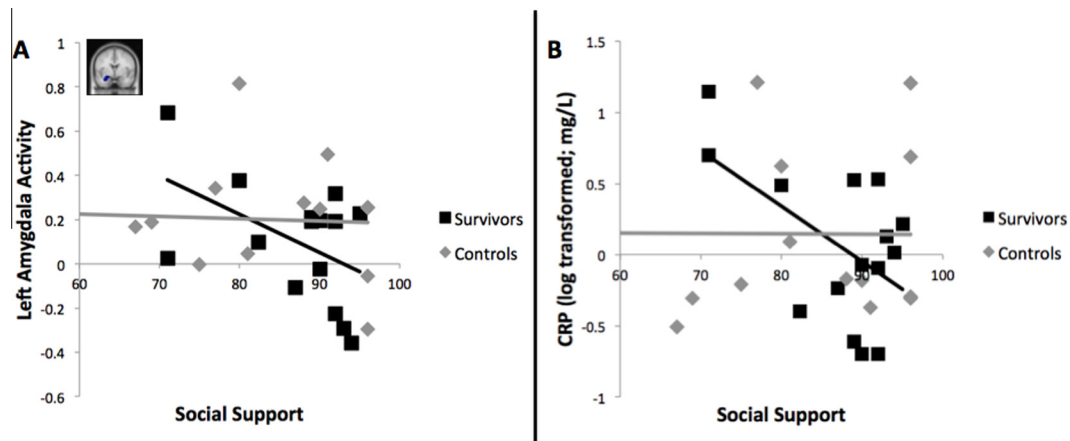 A
Left Amygdala Activity
1
0.8
0.6
0.4
0.2
0
-0.2
-0.4
-0.6
60 70 80 90 100
Social Support
Survivors
Controls
B
CRP (log transformed; mg/L)
1.5
1
0.5
0
-0.5
-1
60 70 80 90 100
Social Support
Survivors
Controls